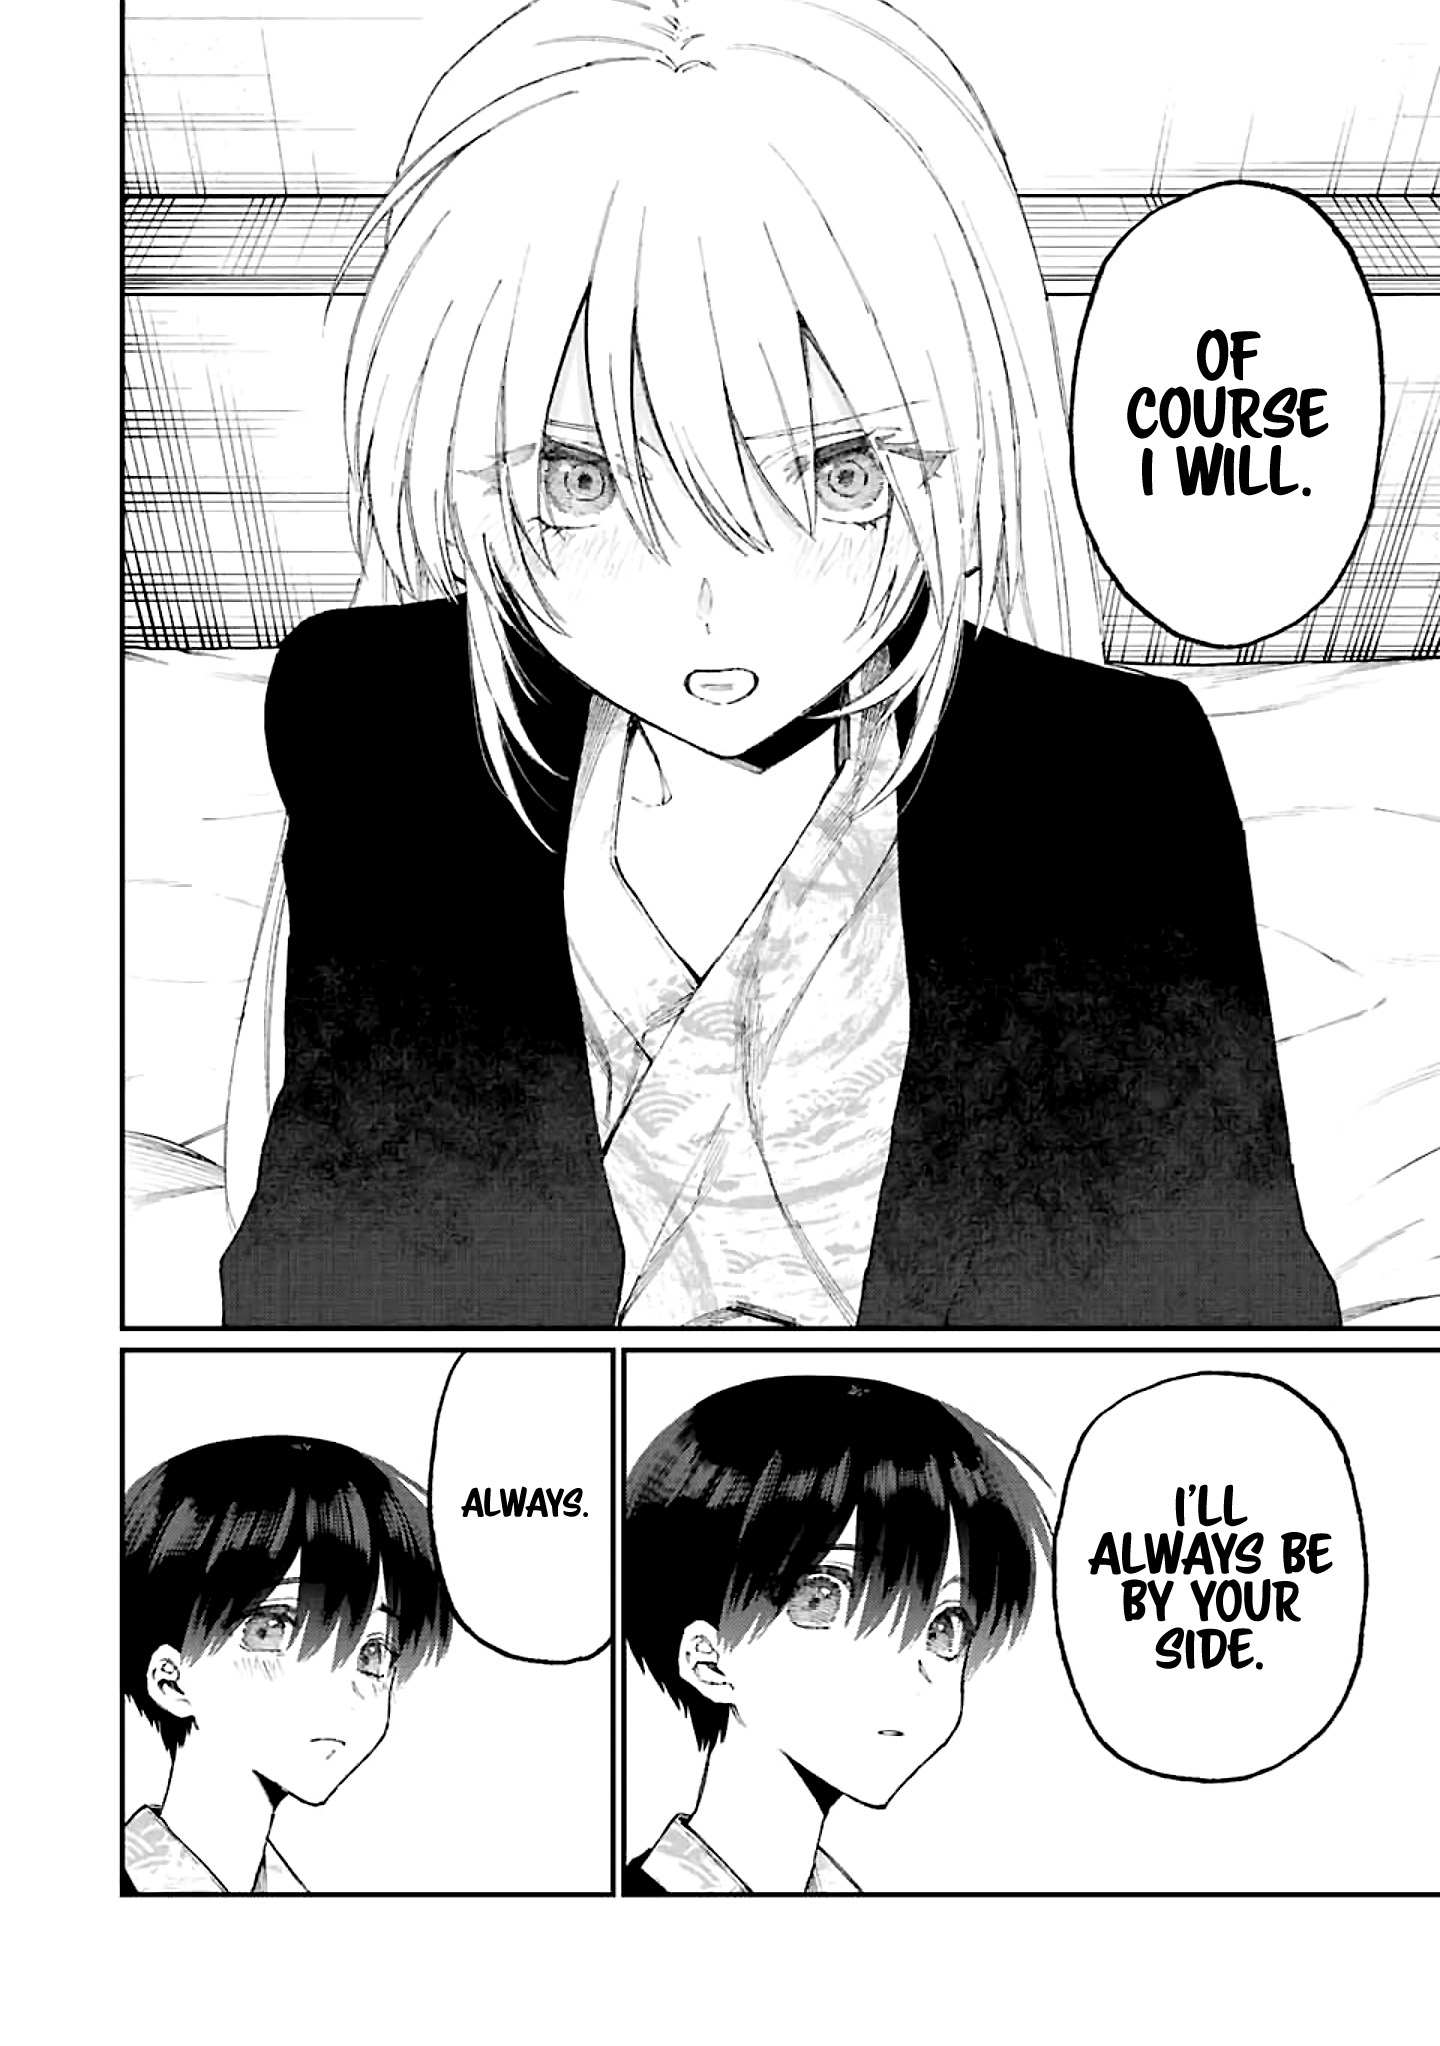 OF
COURSE
I WILL.
I'LL
ALWAYS BE
BY YOUR
SIDE.
ALWAYS.